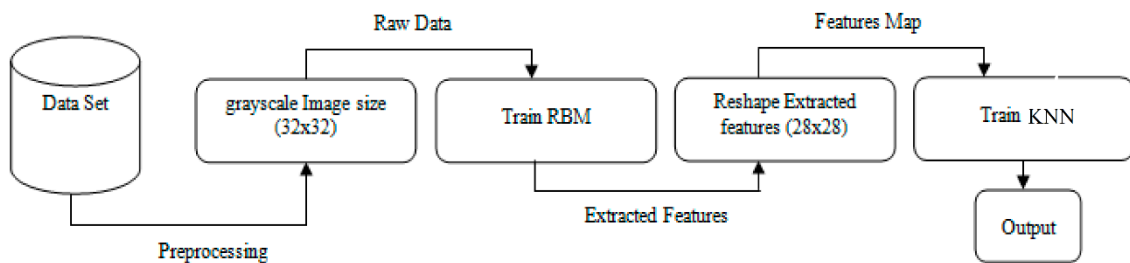 Raw Data
Features Map
Data Set
grayscale Image size
(32x32)
Train RBM
Reshape Extracted
features (28x28)
Train KNN
Extracted Features
Output
Preprocessing